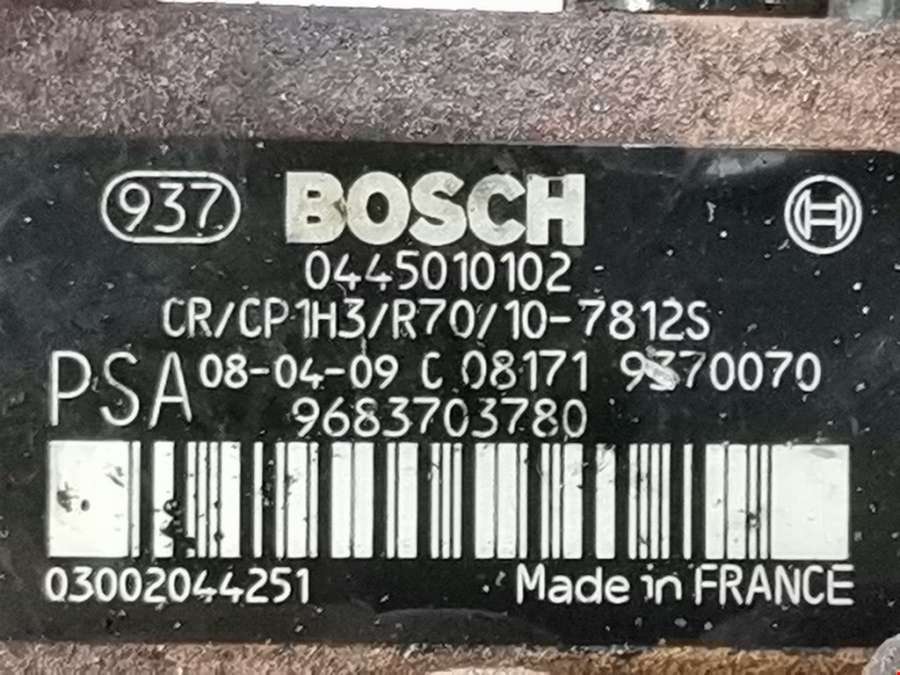 937 BOSCH
0445010102
CR/CP1H3/R70/10-7812S
PSA 08-04-09 C 08171 9370070
9683703780
03002044251 Made in FRANCE